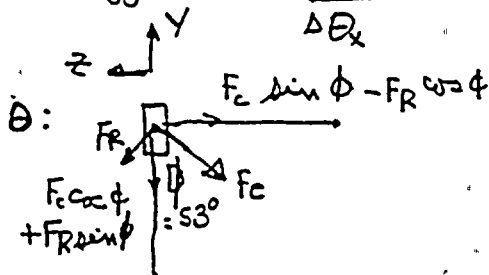 Y
Δθx
Z
Fc sin ϕ - FR cos ϕ
θ̇:
FR
Fc
ϕ
= 53°
Fc cos ϕ
+ FR sin ϕ